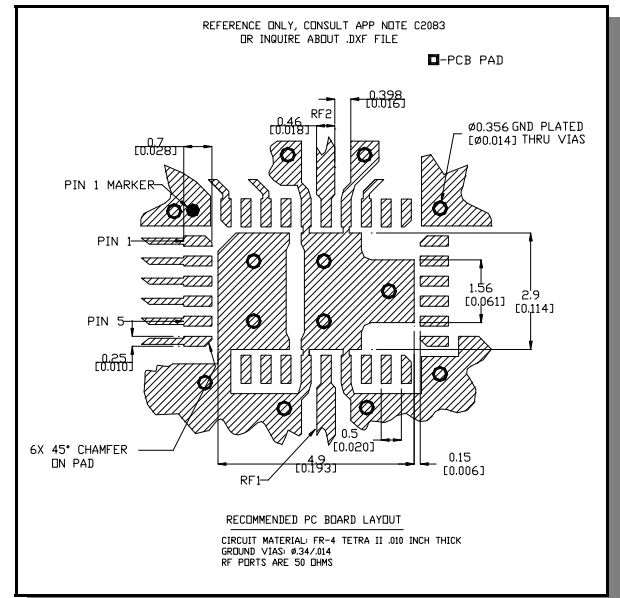 REFERENCE ONLY, CONSULT APP NOTE C2083
OR INQUIRE ABOUT .DXF FILE
-PCB PAD
0.398
[0.016]
RF2
0.46
[0.018]
0.7
[0.028]
Ø0.356 GND PLATED
[Ø0.014] THRU VIAS
PIN 1 MARKER
PIN 1
1.56
[0.061]
2.9
[0.114]
PIN 5
0.25
[0.010]
6X 45° CHAMFER
ON PAD
0.5
[0.020]
4.9
[0.193]
0.15
[0.006]
RF1
RECOMMENDED PC BOARD LAYOUT
CIRCUIT MATERIAL: FR-4 TETRA II .010 INCH THICK
GROUND VIAS: Ø.34/.014
RF PORTS ARE 50 OHMS